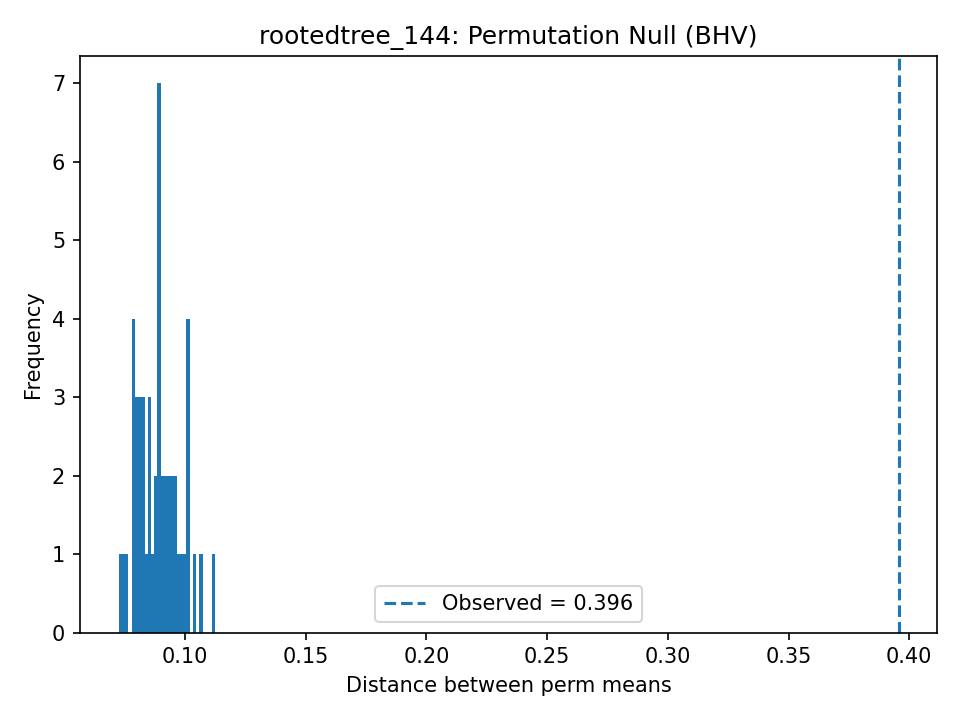 rootedtree_144: Permutation Null (BHV)
Frequency
7
6
5
4
3
2
1
0
Observed = 0.396
0.10 0.15 0.20 0.25 0.30 0.35 0.40
Distance between perm means